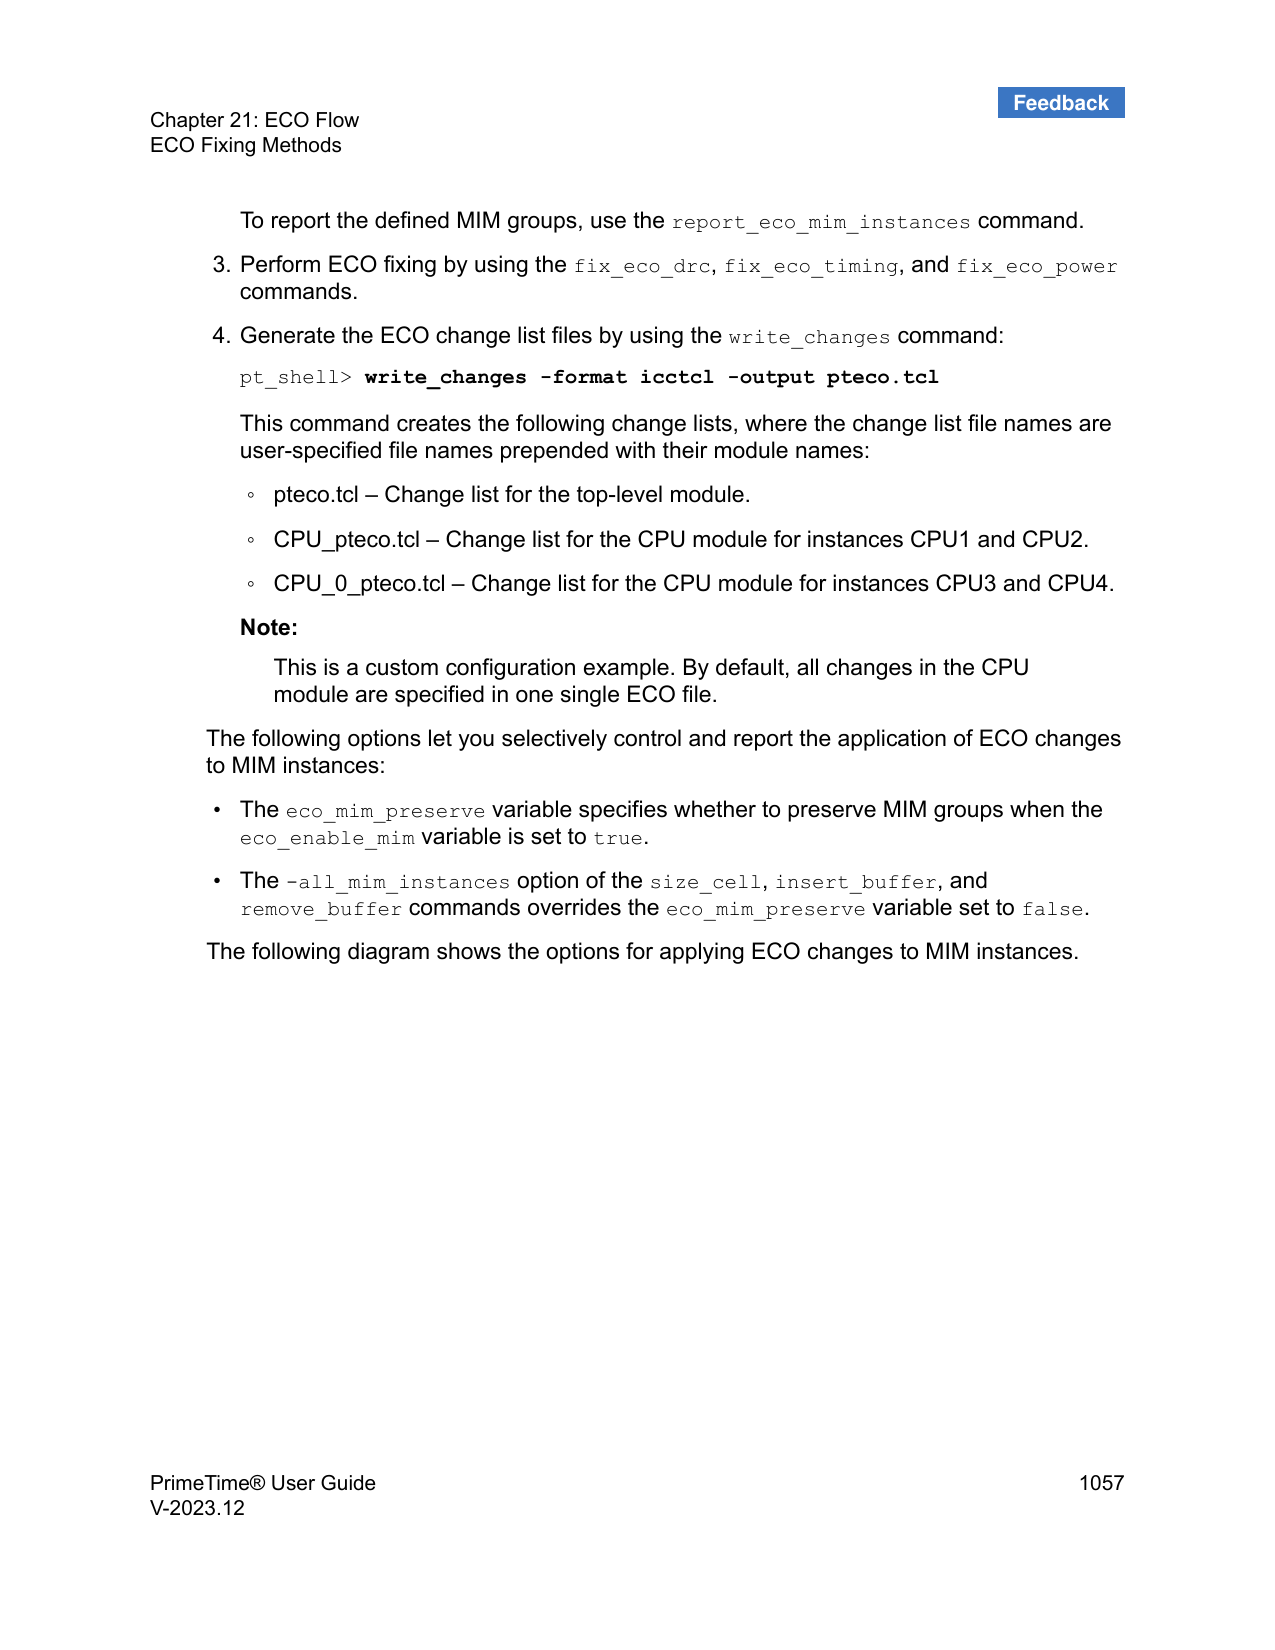 Feedback
Chapter 21: ECO Flow
ECO Fixing Methods
To report the defined MIM groups, use the report_eco_mim_instances command.
3. Perform ECO fixing by using the fix_eco_drc, fix_eco_timing, and fix_eco_power
commands.
4. Generate the ECO change list files by using the write_changes command:
pt_shell> write_changes -format icctcl -output pteco.tcl
This command creates the following change lists, where the change list file names are
user-specified file names prepended with their module names:
◦ pteco.tcl – Change list for the top-level module.
◦ CPU_pteco.tcl – Change list for the CPU module for instances CPU1 and CPU2.
◦ CPU_0_pteco.tcl – Change list for the CPU module for instances CPU3 and CPU4.
Note:
This is a custom configuration example. By default, all changes in the CPU
module are specified in one single ECO file.
The following options let you selectively control and report the application of ECO changes
to MIM instances:
• The eco_mim_preserve variable specifies whether to preserve MIM groups when the
eco_enable_mim variable is set to true.
• The -all_mim_instances option of the size_cell, insert_buffer, and
remove_buffer commands overrides the eco_mim_preserve variable set to false.
The following diagram shows the options for applying ECO changes to MIM instances.
PrimeTime® User Guide
1057
V-2023.12